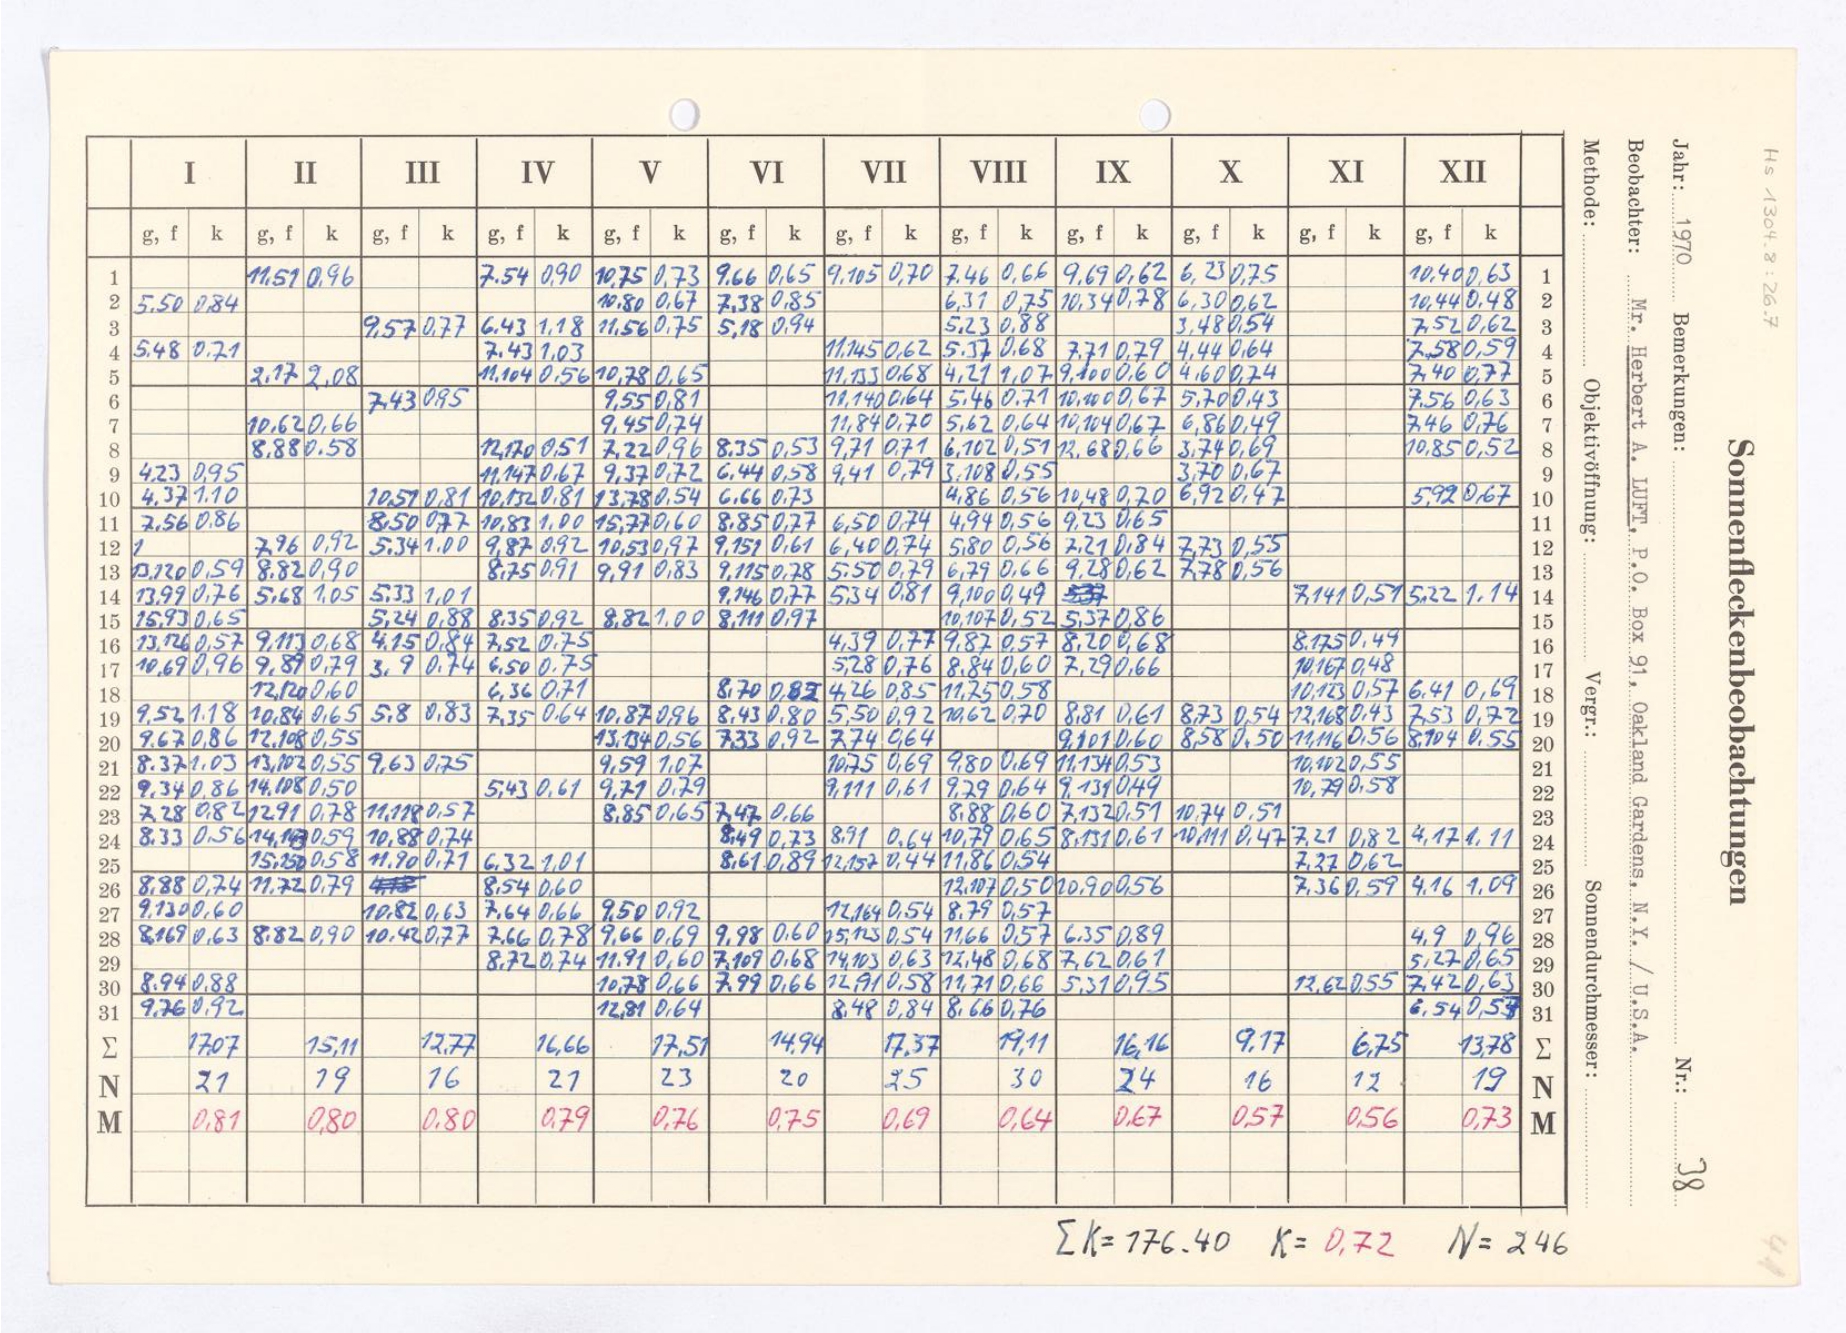 Sonnenfleckenbeobachtungen
Hs 1304.8:26.7
Jahr: 1970 Bemerkungen: Nr.: 38
Beobachter: Mr. Herbert A. LUFT, P.O. Box 91, Oakland Gardens, N.Y. / U.S.A.
Methode: Objektivöffnung: Vergr.: Sonnendurchmesser:
I II III IV V VI VII VIII IX X XI XII
g, f k g, f k g, f k g, f k g, f k g, f k g, f k g, f k g, f k g, f k g, f k g, f k
1 11,51 0,96 7.54 0,90 10,75 0,73 9,66 0,65 9,105 0,70 7.46 0,66 9,69 0,62 6,23 0,75 10,40 0,63 1
2 5.50 0,84 10.80 0,67 7,38 0,85 6,31 0,75 10,34 0,78 6,30 0,62 10,44 0.48 2
3 9,57 0,77 6.43 1,18 11,56 0,75 5,18 0,94 5,23 0,88 3,48 0,54 7,52 0,62 3
4 5.48 0.71 7.43 1,03 11,145 0,62 5.37 0,68 7,71 0,79 4,44 0,64 7,58 0,59 4
5 2,17 2,08 11,104 0,56 10,78 0,65 11,133 0,68 4,21 1,07 9,100 0,60 4.60 0,74 7,40 0,77 5
6 7,43 0,95 9,55 0,81 11,140 0,64 5.46 0.71 10,100 0,67 5,70 0,43 7.56 0,63 6
7 10,62 0,66 9,45 0,74 11,84 0,70 5,62 0,64 10,104 0,67 6,86 0,49 7,46 0,76 7
8 8,88 0.58 12,170 0,51 7,22 0,96 8,35 0,53 9,71 0,71 6,102 0,51 12,68 0,66 3,74 0,69 10,85 0,52 8
9 4,23 0,95 11,147 0,67 9,37 0,72 6.44 0,58 9,41 0,79 3,108 0,55 3,70 0,67 9
10 4,37 1.10 10,51 0,81 10,132 0,81 13,78 0,54 6.66 0,73 4,86 0,56 10,48 0,70 6,92 0,47 5,92 0,67 10
11 7,56 0,86 8,50 0,77 10,83 1,00 15,77 0,60 8,85 0,77 6,50 0,74 4,94 0,56 9,23 0,65 11
12 1 7,96 0,92 5,34 1.00 9,87 0,92 10,53 0,97 9,151 0,61 6,40 0,74 5,80 0,56 7,21 0,84 7,73 0,55 12
13 13,120 0,59 8.82 0,90 8,75 0,91 9,91 0,83 9,115 0,78 5.50 0,79 6,79 0,66 9,28 0,62 7,78 0,56 13
14 13,99 0,76 5,68 1,05 5,33 1,01 9,146 0,77 5,34 0,81 9,100 0,49 7,141 0,51 5,22 1.14 14
15 15,93 0,65 5,24 0,88 8,35 0,92 8,82 1,00 8,111 0,97 10,107 0,52 5,37 0,86 15
16 13,126 0,57 9,113 0,68 4,15 0,84 7,52 0,75 4,39 0,77 9,87 0,57 8,20 0,68 8,175 0,49 16
17 10,69 0,96 9,89 0,79 3,9 0.74 6,50 0.75 5,28 0,76 8,84 0,60 7,29 0,66 10,167 0,48 17
18 12,120 0,60 6,36 0,71 8,70 0,82 4,26 0,85 11,75 0,58 10,123 0,57 6,41 0,69 18
19 9,52 1.18 10,84 0,65 5,8 0,83 7,35 0,64 10,87 0,96 8,43 0,80 5,50 0,92 10,62 0,70 8,81 0,61 8,73 0,54 12,168 0,43 7,53 0,72 19
20 9.67 0,86 12,108 0,55 13,134 0,56 7,33 0,92 7,74 0,64 9,101 0,60 8,58 0,50 11,116 0,56 8,104 0.55 20
21 8.37 1.03 13,102 0,55 9,63 0,75 9,59 1,07 10,75 0,69 9,80 0,69 11,134 0,53 10,102 0,55 21
22 9,34 0,86 14,108 0,50 5,43 0,61 9,71 0,79 9,111 0,61 9,79 0,64 9,131 0,49 10,79 0,58 22
23 7,28 0,82 12,91 0,78 11,118 0,57 8,85 0,65 7,47 0,66 8,88 0,60 7,132 0,51 10,74 0,51 23
24 8.33 0.56 0,59 10,88 0,74 8,49 0,73 8,91 0,64 10,79 0,65 8,131 0,61 10,111 0,47 7,21 0,82 4,17 1.11 24
25 15,150 0,58 11,90 0,71 6,32 1,01 8,61 0,89 12,157 0,44 11,86 0,54 7,27 0,62 25
26 8,88 0,74 11,72 0,79 8,54 0,60 12,107 0,50 10,90 0,56 7,36 0,59 4,16 1,09 26
27 9,130 0,60 10,82 0,63 7,64 0,66 9,50 0,92 12,164 0,54 8,79 0,57 27
28 8,169 0,63 8,82 0,90 10,42 0,77 7,66 0,78 9,66 0,69 9,98 0,60 15,123 0,54 11,66 0,57 6,35 0,89 4,9 0,96 28
29 8,72 0,74 11.91 0,60 7,109 0,68 14,103 0,63 12,48 0,68 7,62 0,61 5,27 0,65 29
30 8.94 0,88 10,78 0,66 7,99 0,66 12,91 0,58 11,71 0,66 5,31 0,95 12,62 0,55 7,42 0,63 30
31 9,76 0,92 12,81 0,64 8,48 0,84 8,66 0,76 6,54 31
Σ 17,07 15,11 12,77 16,66 17,51 14,94 17,37 19,11 16,16 9,17 6,75 13,78 Σ
N 21 19 16 21 23 20 25 30 24 16 12 19 N
M 0,81 0,80 0.80 0,79 0,76 0,75 0,69 0,64 0,67 0,57 0,56 0,73 M
ΣK = 176.40 K = 0,72 N = 246